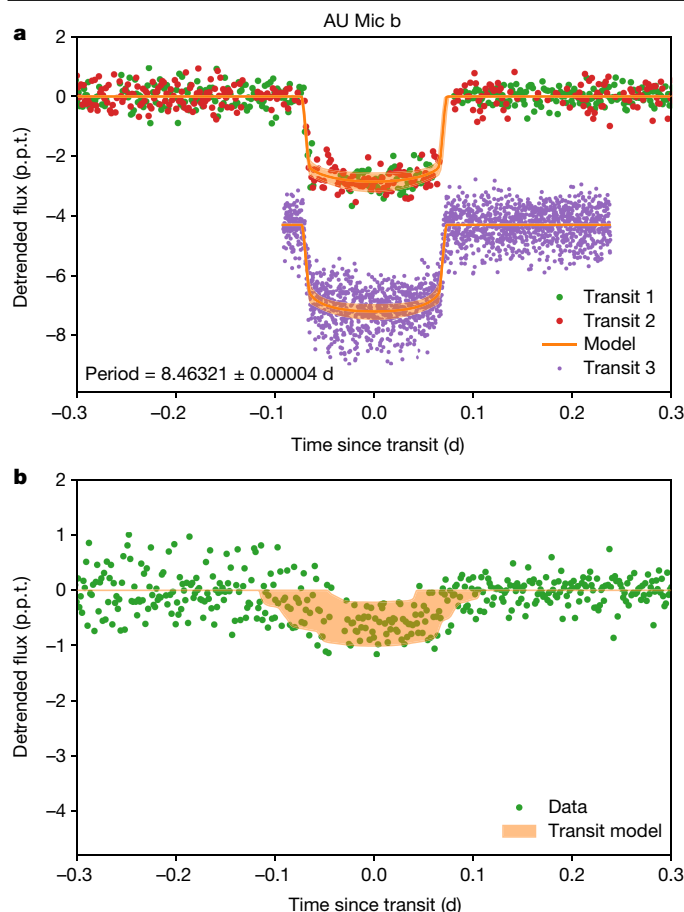 AU Mic b
a
2
0
−2
−4
−6
−8
Detrended flux (p.p.t.)
Transit 1
Transit 2
Model
Transit 3
Period = 8.46321 ± 0.00004 d
−0.3 −0.2 −0.1 0.0 0.1 0.2 0.3
Time since transit (d)
b
2
1
0
−1
−2
−3
−4
Detrended flux (p.p.t.)
Data
Transit model
−0.3 −0.2 −0.1 0.0 0.1 0.2 0.3
Time since transit (d)